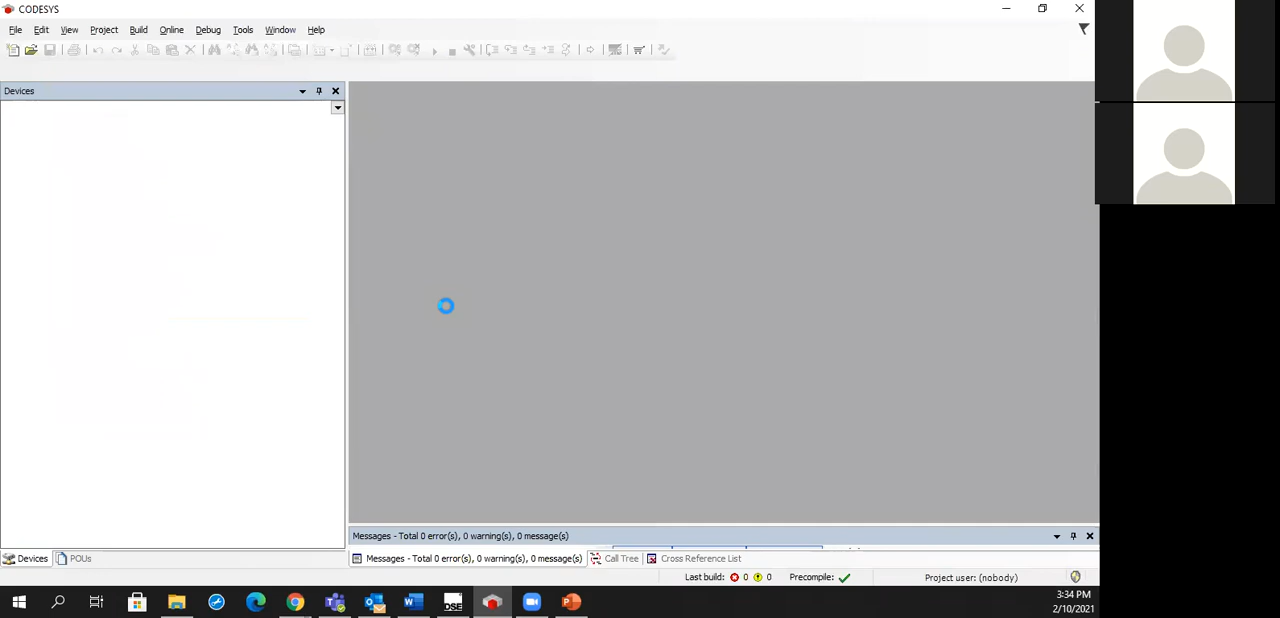 CODESYS
File Edit View Project Build Online Debug Tools Window Help
Devices
Messages - Total 0 error(s), 0 warning(s), 0 message(s)
Devices POUs
Messages - Total 0 error(s), 0 warning(s), 0 message(s) Call Tree Cross Reference List
Last build: 0 0 Precompile: Project user: (nobody)
DSE
3:34 PM
2/10/2021